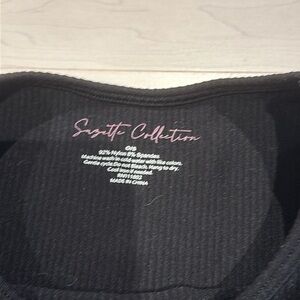 Suzette Collection
O/S
92% Nylon 8% Spandex
Machine wash in cold water with like colors.
Gentle cycle. Do not Bleach. Hang to dry.
Cool iron if needed.
MADE IN CHINA